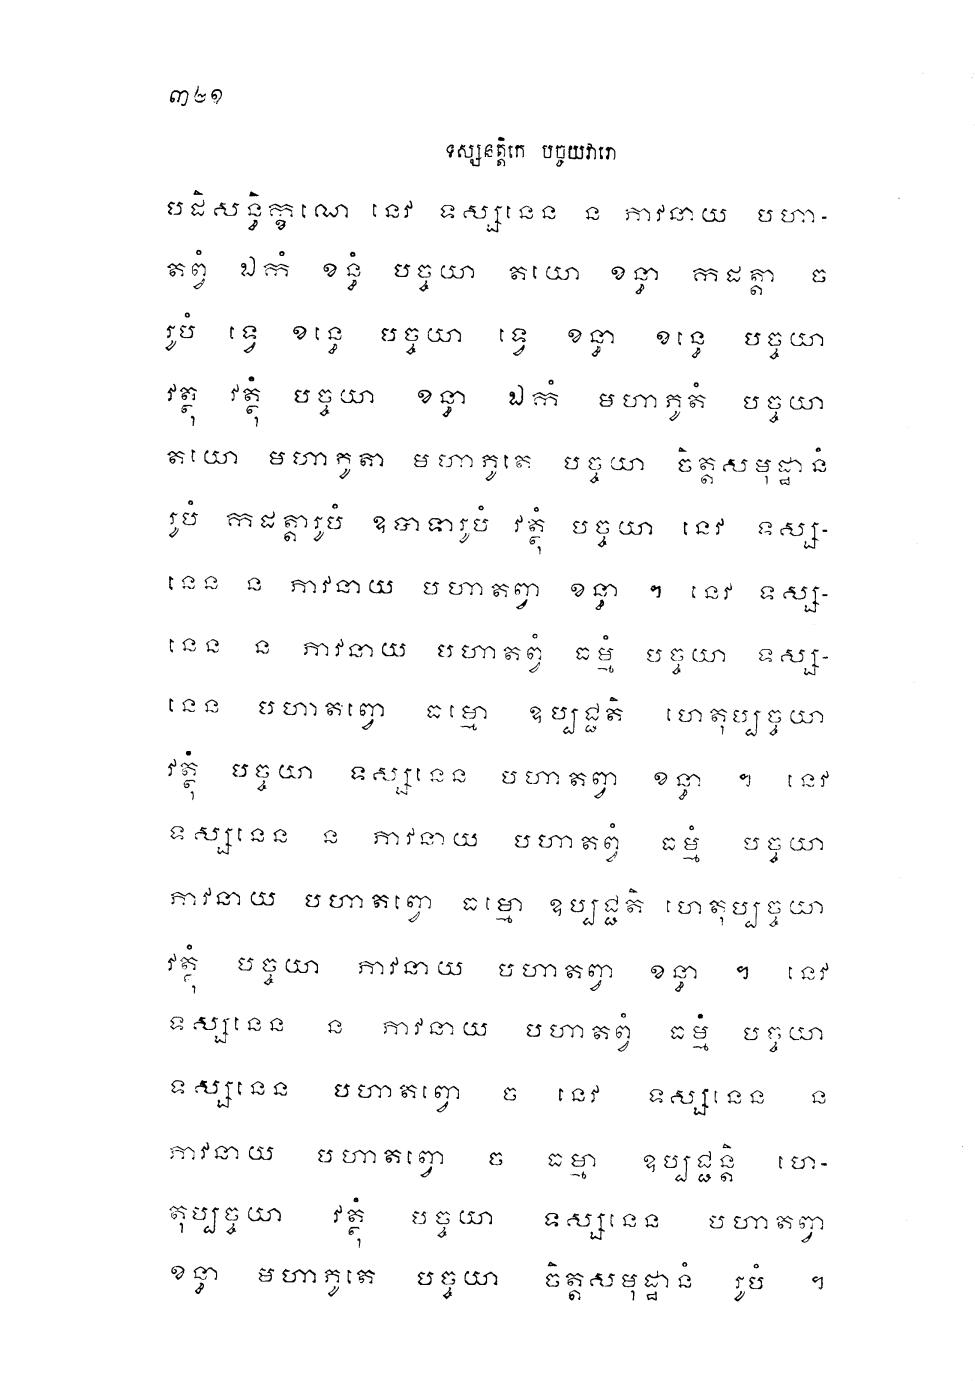 ៣២១
ទស្សនត្តិកេ បច្ចយវារោ
បដិសន្ធិក្ខណេ នេវ ទស្សនេន ន ភាវនាយ បហា-
តព្វំ ឯកំ ខន្ធំ បច្ចយា តយោ ខន្ធា កដត្តា ច
រូបំ ទ្វេ ខន្ធេ បច្ចយា ទ្វេ ខន្ធា ខន្ធេ បច្ចយា
វត្ថុ វត្ថុំ បច្ចយា ខន្ធា ឯកំ មហាភូតំ បច្ចយា
តយោ មហាភូតា មហាភូតេ បច្ចយា ចិត្តសមុដ្ឋានំ
រូបំ កដត្តារូបំ ឧបាទារូបំ វត្ថុំ បច្ចយា នេវ ទស្ស-
នេន ន ភាវនាយ បហាតព្វា ខន្ធា ។ នេវ ទស្ស-
នេន ន ភាវនាយ បហាតព្វំ ធម្មំ បច្ចយា ទស្ស-
នេន បហាតព្វោ ធម្មោ ឧប្បជ្ជតិ ហេតុប្បច្ចយា
វត្ថុំ បច្ចយា ទស្សនេន បហាតព្វា ខន្ធា ។ នេវ
ទស្សនេន ន ភាវនាយ បហាតព្វំ ធម្មំ បច្ចយា
ភាវនាយ បហាតព្វោ ធម្មោ ឧប្បជ្ជតិ ហេតុប្បច្ចយា
វត្ថុំ បច្ចយា ភាវនាយ បហាតព្វា ខន្ធា ។ នេវ
ទស្សនេន ន ភាវនាយ បហាតព្វំ ធម្មំ បច្ចយា
ទស្សនេន បហាតព្វោ ច នេវ ទស្សនេន ន
ភាវនាយ បហាតព្វោ ច ធម្មា ឧប្បជ្ជន្តិ ហេ-
តុប្បច្ចយា វត្ថុំ បច្ចយា ទស្សនេន បហាតព្វា
ខន្ធា មហាភូតេ បច្ចយា ចិត្តសមុដ្ឋានំ រូបំ ។